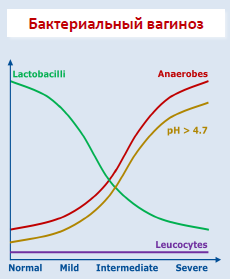 Бактериальный вагиноз
Lactobacilli Anaerobes
pH > 4.7
Leucocytes
Normal Mild Intermediate Severe